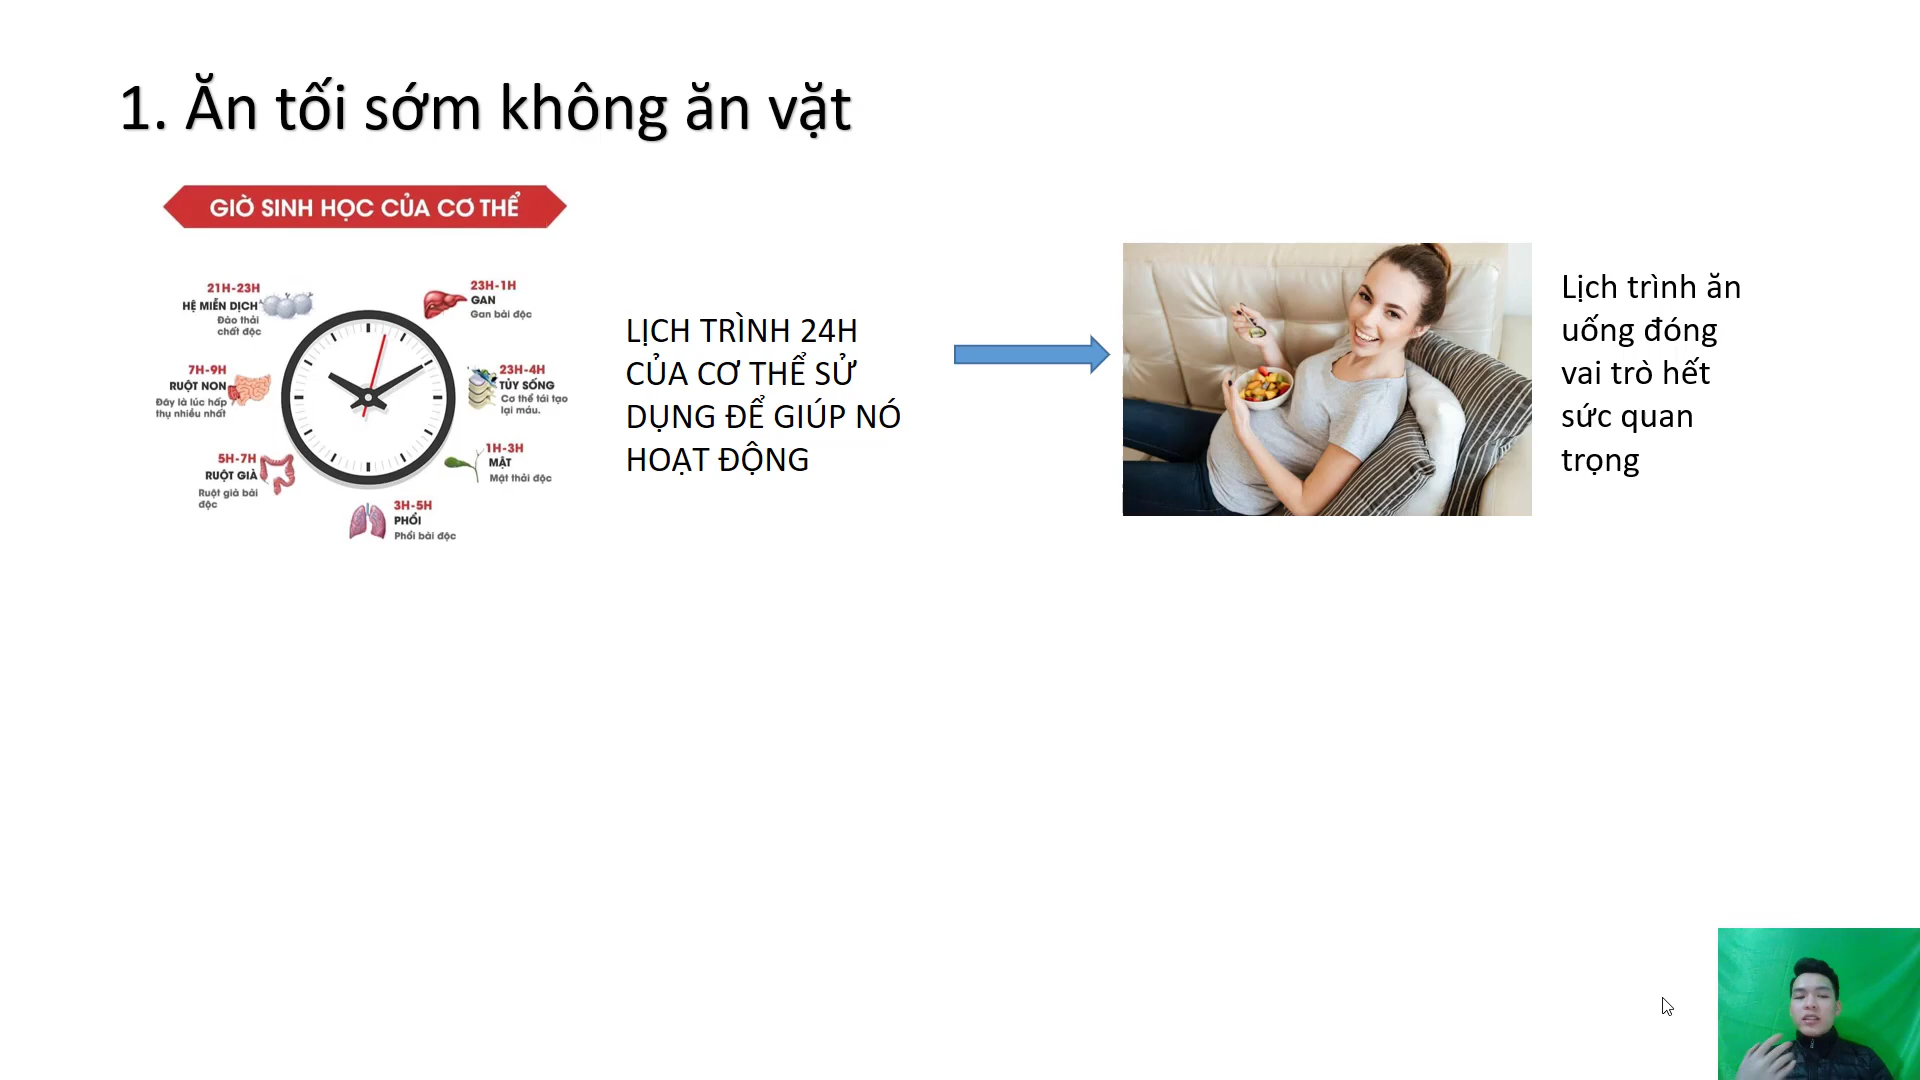 1. Ăn tối sớm không ăn vặt
GIỜ SINH HỌC CỦA CƠ THỂ
21H-23H
HỆ MIỄN DỊCH
Đào thải
chất độc
23H-1H
GAN
Gan bài độc
7H-9H
RUỘT NON
Đây là lúc hấp
thụ nhiều nhất
23H-4H
TỦY SỐNG
Cơ thể tái tạo
lại máu.
5H-7H
RUỘT GIÀ
Ruột già bài
độc
1H-3H
MẬT
Mật thải độc
3H-5H
PHỔI
Phổi bài độc
LỊCH TRÌNH 24H
CỦA CƠ THỂ SỬ
DỤNG ĐỂ GIÚP NÓ
HOẠT ĐỘNG
Lịch trình ăn
uống đóng
vai trò hết
sức quan
trọng